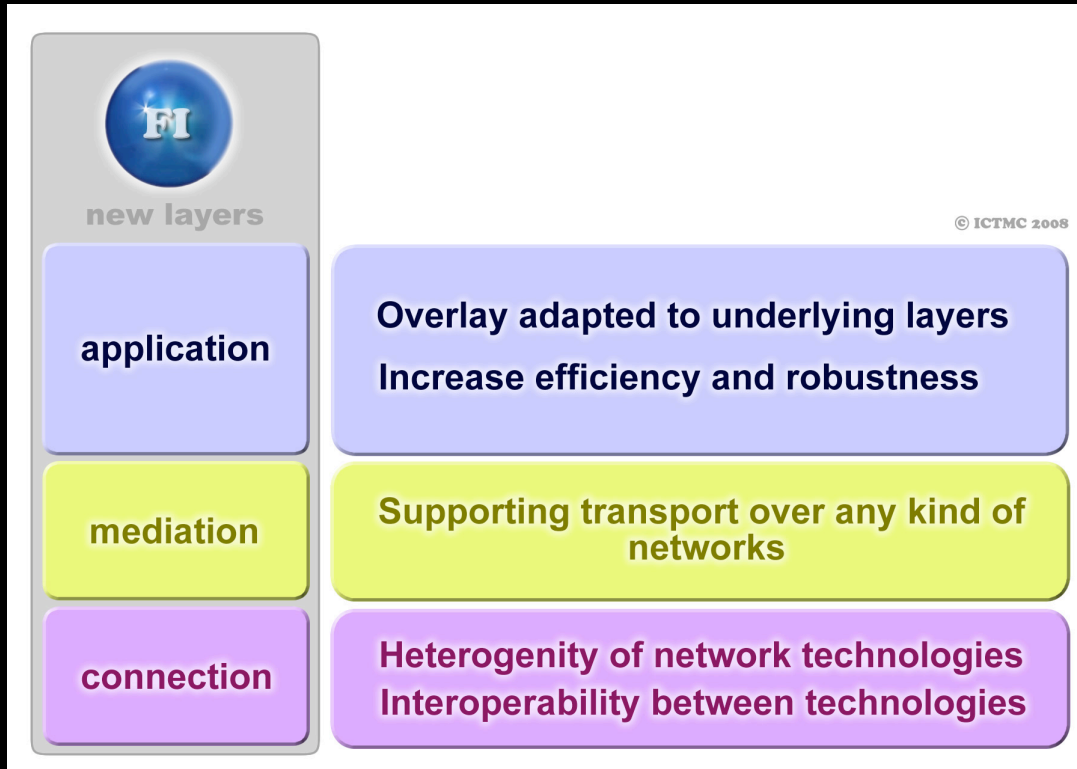 FI
new layers
© ICTMC 2008
application
Overlay adapted to underlying layers
Increase efficiency and robustness
mediation
Supporting transport over any kind of
networks
connection
Heterogenity of network technologies
Interoperability between technologies